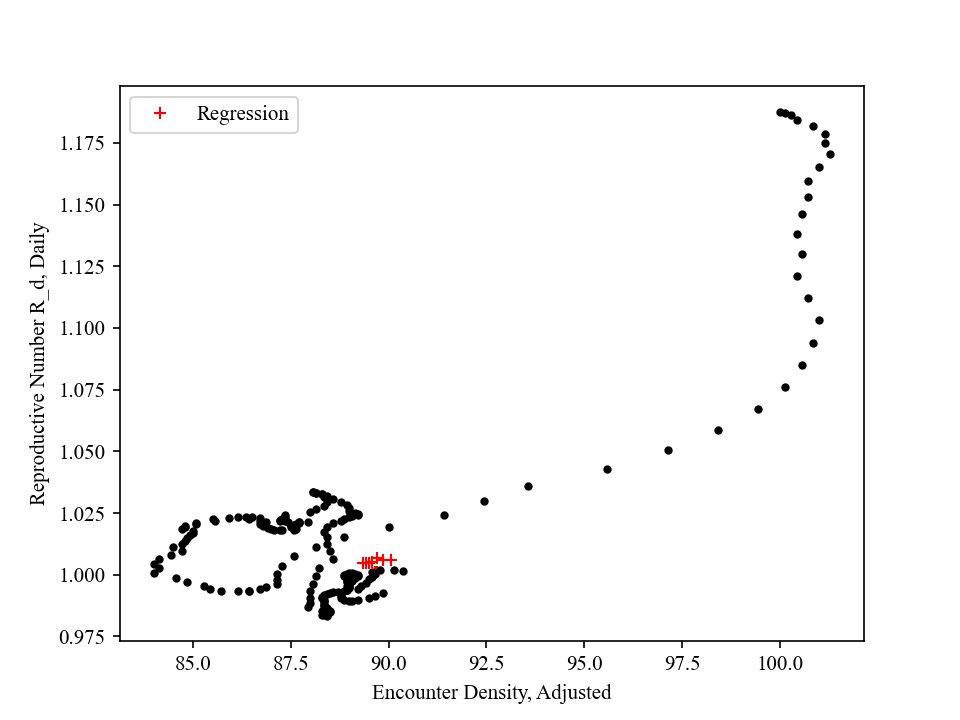 Regression
1.175
1.150
1.125
1.100
1.075
1.050
1.025
1.000
0.975
Reproductive Number R_d, Daily
85.0 87.5 90.0 92.5 95.0 97.5 100.0
Encounter Density, Adjusted